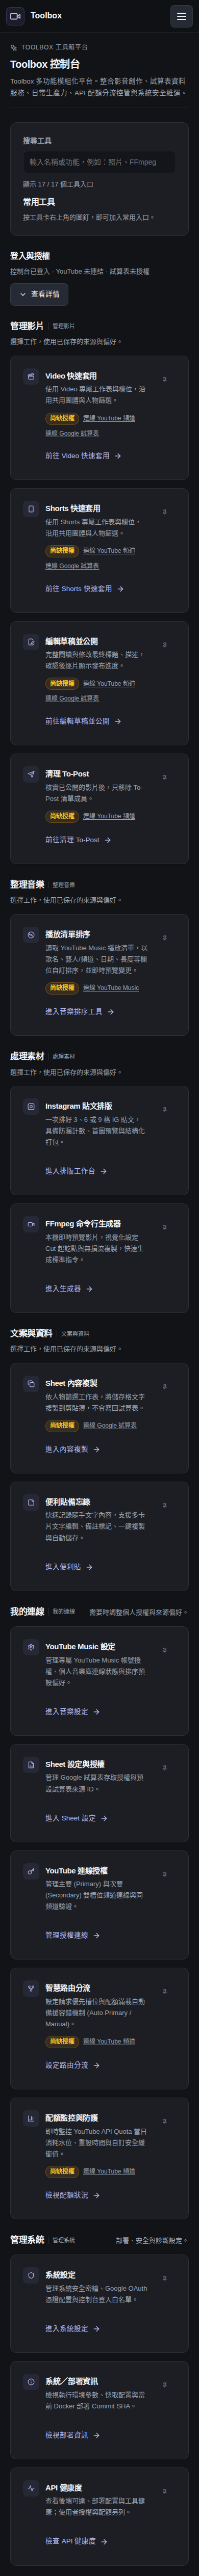 Toolbox
TOOLBOX 工具箱平台
Toolbox 控制台
Toolbox 多功能模組化平台。整合影音創作、試算表資料
服務、日常生產力、API 配額分流控管與系統安全維運。
搜尋工具
輸入名稱或功能，例如：照片、FFmpeg
顯示 17 / 17 個工具入口
常用工具
按工具卡右上角的圖釘，即可加入常用入口。
登入與授權
控制台已登入 · YouTube 未連結 · 試算表未授權
查看詳情
管理影片 管理影片
選擇工作，使用已保存的來源與偏好。
Video 快速套用
使用 Video 專屬工作表與欄位，沿
用共用團體與人物篩選。
尚缺授權 連線 YouTube 頻道
連線 Google 試算表
前往 Video 快速套用 →
Shorts 快速套用
使用 Shorts 專屬工作表與欄位，
沿用共用團體與人物篩選。
尚缺授權 連線 YouTube 頻道
連線 Google 試算表
前往 Shorts 快速套用 →
編輯草稿並公開
完整閱讀與修改最終標題、描述，
確認後逐片顯示發布進度。
尚缺授權 連線 YouTube 頻道
連線 Google 試算表
前往編輯草稿並公開 →
清理 To-Post
核實已公開的影片後，只移除 To-
Post 清單成員。
尚缺授權 連線 YouTube 頻道
前往清理 To-Post →
整理音樂 整理音樂
選擇工作，使用已保存的來源與偏好。
播放清單排序
讀取 YouTube Music 播放清單，以
歌名、藝人/頻道、日期、長度等欄
位自訂排序，並即時預覽變更。
尚缺授權 連線 YouTube Music
進入音樂排序工具 →
處理素材 處理素材
選擇工作，使用已保存的來源與偏好。
Instagram 貼文排版
一次排好 3、6 或 9 格 IG 貼文，
具備防漏計數、首圖預覽與結構化
打包。
進入排版工作台 →
FFmpeg 命令行生成器
本機即時預覽影片，視覺化設定
Cut 起訖點與無損流複製，快速生
成標準指令。
進入生成器 →
文案與資料 文案與資料
選擇工作，使用已保存的來源與偏好。
Sheet 內容複製
依人物篩選工作表，將儲存格文字
複製到剪貼簿，不會寫回試算表。
尚缺授權 連線 Google 試算表
進入內容複製 →
便利貼備忘錄
快速記錄隨手文字內容，支援多卡
片文字編輯、備註標記、一鍵複製
與自動儲存。
進入便利貼 →
我的連線 我的連線 需要時調整個人授權與來源偏好。
YouTube Music 設定
管理專屬 YouTube Music 帳號授
權、個人音樂庫連線狀態與排序預
設偏好。
進入音樂設定 →
Sheet 設定與授權
管理 Google 試算表存取授權與預
設試算表來源 ID。
進入 Sheet 設定 →
YouTube 連線授權
管理主要 (Primary) 與次要
(Secondary) 雙槽位頻道連線與同
頻道驗證。
管理授權連線 →
智慧路由分流
設定請求優先槽位與配額滿載自動
備援容錯機制 (Auto Primary /
Manual)。
尚缺授權 連線 YouTube 頻道
設定路由分流 →
配額監控與防護
即時監控 YouTube API Quota 當日
消耗水位、重設時間與自訂安全緩
衝值。
尚缺授權 連線 YouTube 頻道
檢視配額狀況 →
管理系統 管理系統 部署、安全與診斷設定。
系統設定
管理系統安全密鑰、Google OAuth
憑證配置與控制台登入白名單。
進入系統設定 →
系統／部署資訊
檢視執行環境參數、快取配置與當
前 Docker 部署 Commit SHA。
檢視部署資訊 →
API 健康度
查看後端可達、部署配置與工具健
康；使用者授權與配額另列。
檢查 API 健康度 →